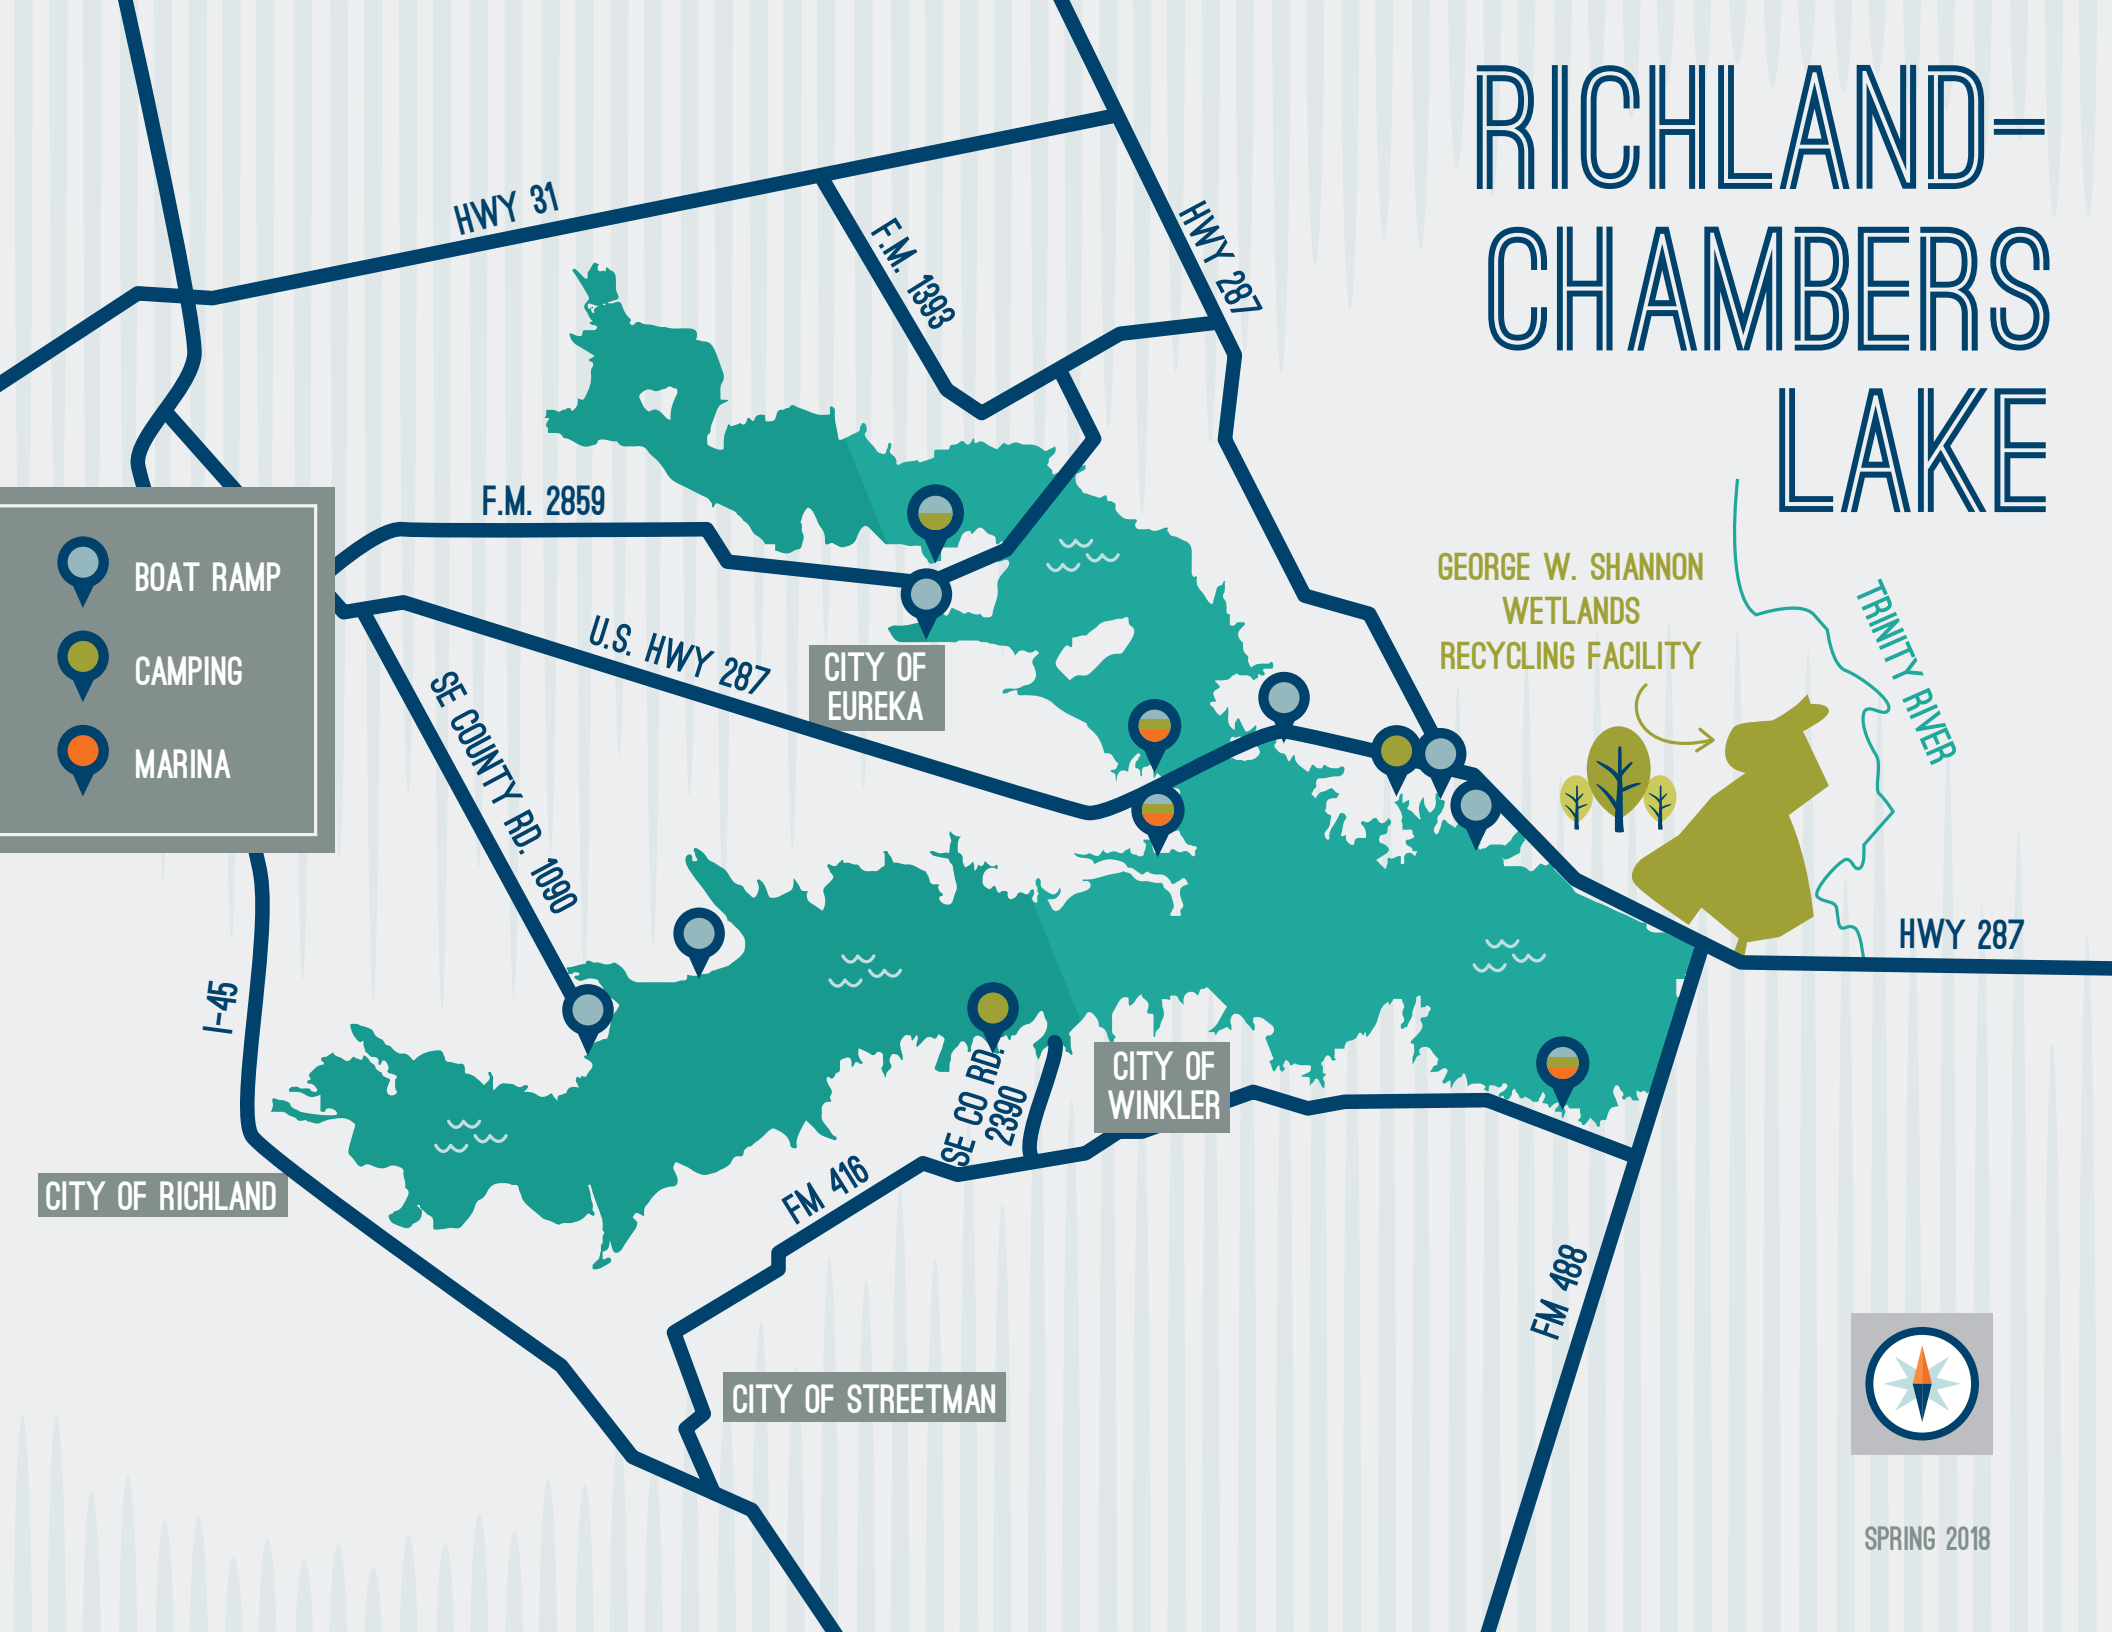 RICHLAND-
CHAMBERS
LAKE
HWY 31
F.M. 1393
HWY 287
F.M. 2859
BOAT RAMP
CAMPING
MARINA
U.S. HWY 287
CITY OF
EUREKA
SE COUNTY RD. 1090
GEORGE W. SHANNON
WETLANDS
RECYCLING FACILITY
TRINITY RIVER
HWY 287
I-45
SE CO RD.
2390
CITY OF
WINKLER
CITY OF RICHLAND
FM 416
FM 488
CITY OF STREETMAN
SPRING 2018